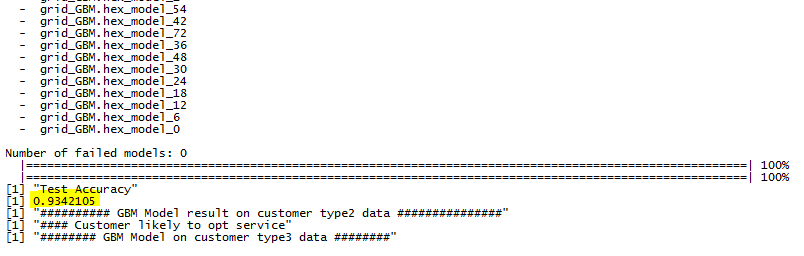 - grid_GBM.hex_model_54
- grid_GBM.hex_model_42
- grid_GBM.hex_model_72
- grid_GBM.hex_model_36
- grid_GBM.hex_model_48
- grid_GBM.hex_model_30
- grid_GBM.hex_model_24
- grid_GBM.hex_model_18
- grid_GBM.hex_model_12
- grid_GBM.hex_model_6
- grid_GBM.hex_model_0
Number of failed models: 0
|=========================================================================================================| 100%
|=========================================================================================================| 100%
[1] "Test Accuracy"
[1] 0.9342105
[1] "########## GBM Model result on customer type2 data ###############"
[1] "#### Customer likely to opt service"
[1] "######## GBM Model on customer type3 data ########"